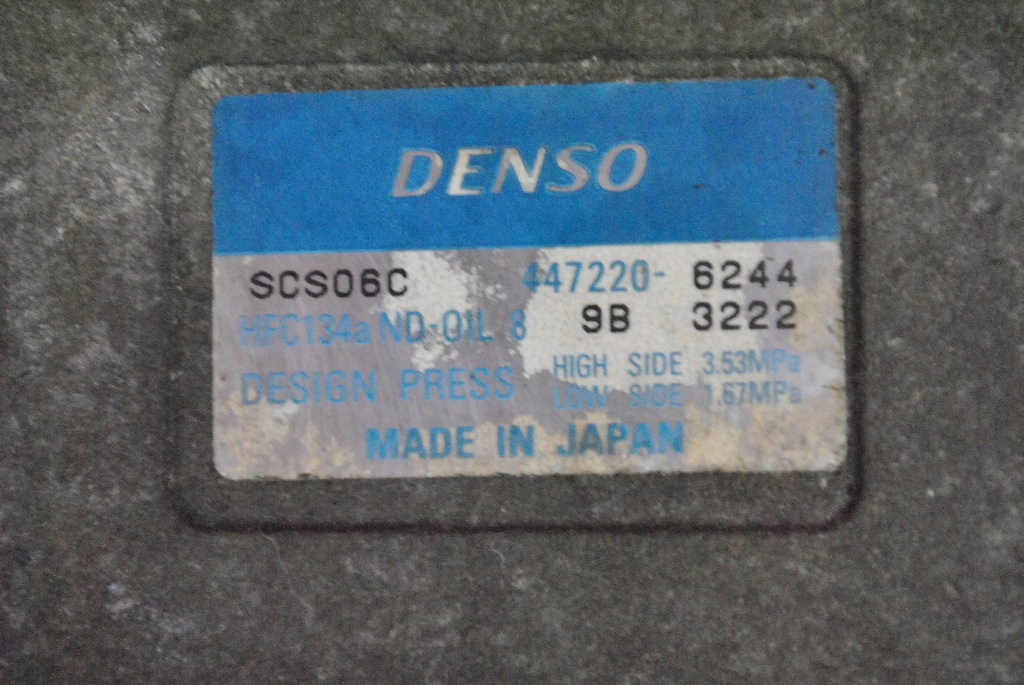 DENSO
SCS06C 447220- 6244
HFC134a ND-OIL 8 9B 3222
DESIGN PRESS HIGH SIDE 3.53MPa
LOW SIDE 1.67MPa
MADE IN JAPAN